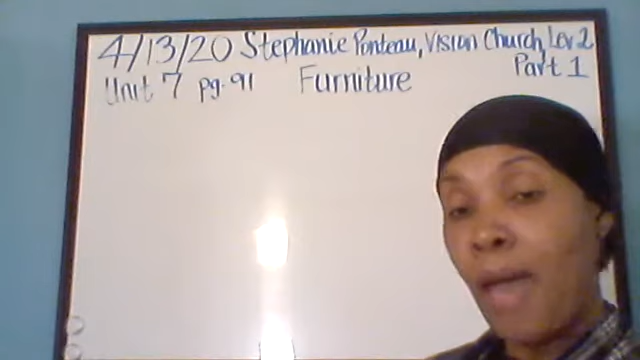 4/13/20 Stephanie Ponteau, Vision Church, Lev 2
Part 1
Unit 7 pg. 91 Furniture